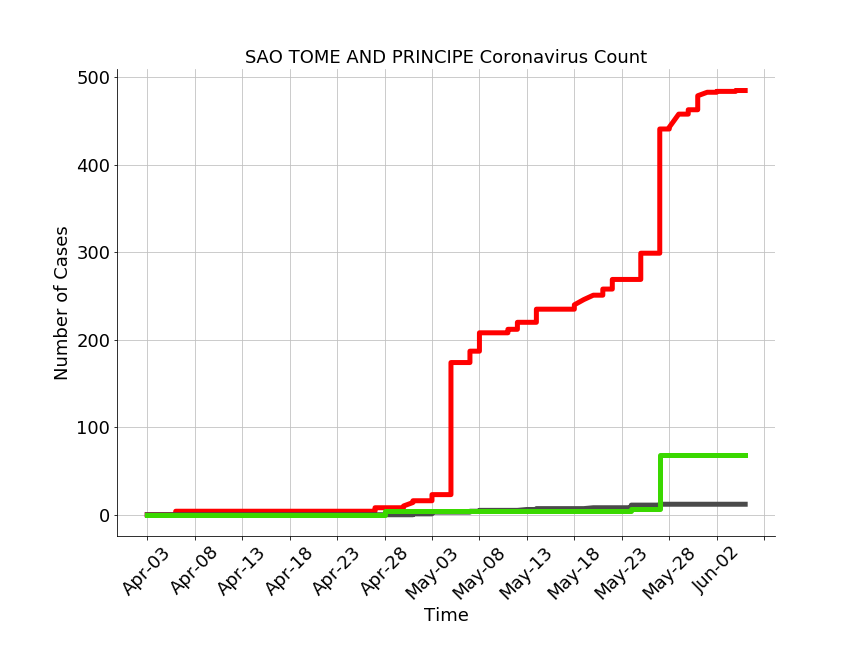 SAO TOME AND PRINCIPE Coronavirus Count
500
400
300
200
100
0
Number of Cases
Apr-03
Apr-08
Apr-13
Apr-18
Apr-23
Apr-28
May-03
May-08
May-13
May-18
May-23
May-28
Jun-02
Time